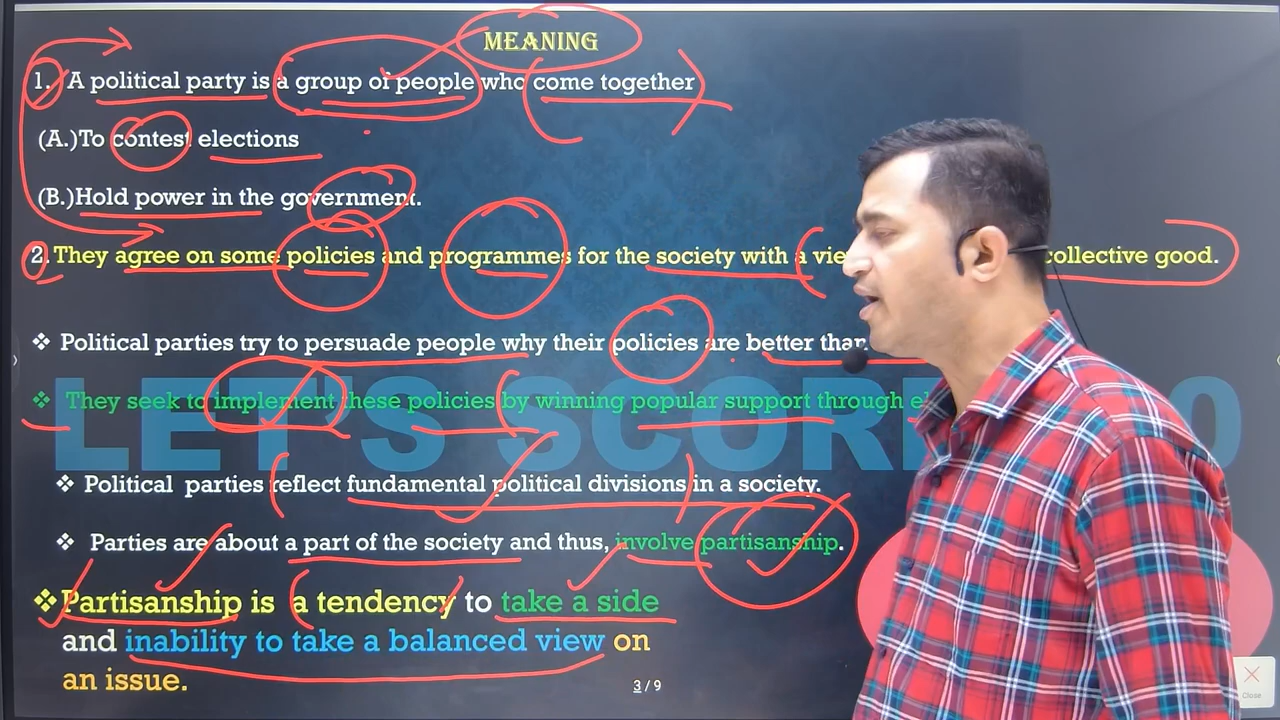 MEANING
1. A political party is a group of people who come together
(A.)To contest elections
(B.)Hold power in the government.
2. They agree on some policies and programmes for the society with a collective good.
❖ Political parties try to persuade people why their policies are better than
❖ They seek to implement these policies by winning popular support through
LET'S SCORE
❖ Political parties reflect fundamental political divisions in a society.
❖ Parties are about a part of the society and thus, involve partisanship.
❖Partisanship is a tendency to take a side
and inability to take a balanced view on
an issue.
3 / 9
Close